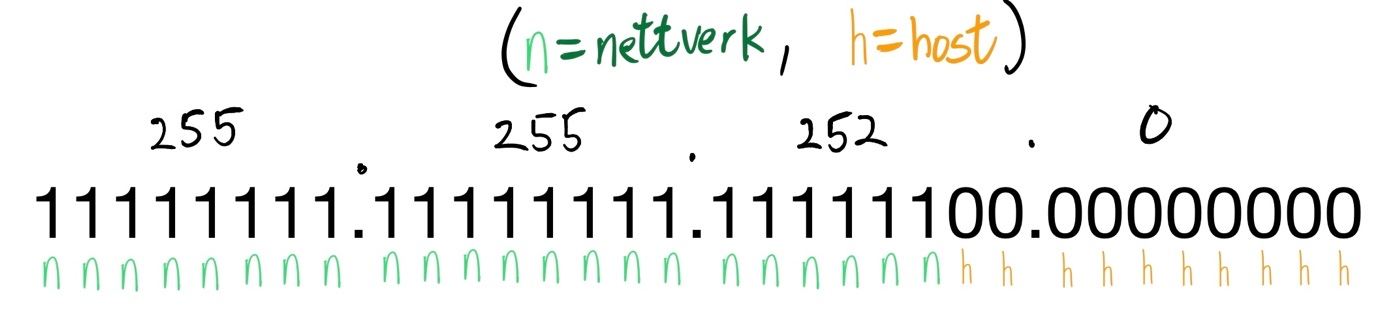 (n=nettverk, h=host)
255 . 255 . 252 . 0
11111111.11111111.11111100.00000000
n n n n n n n n n n n n n n n n n n n n n n h h h h h h h h h h